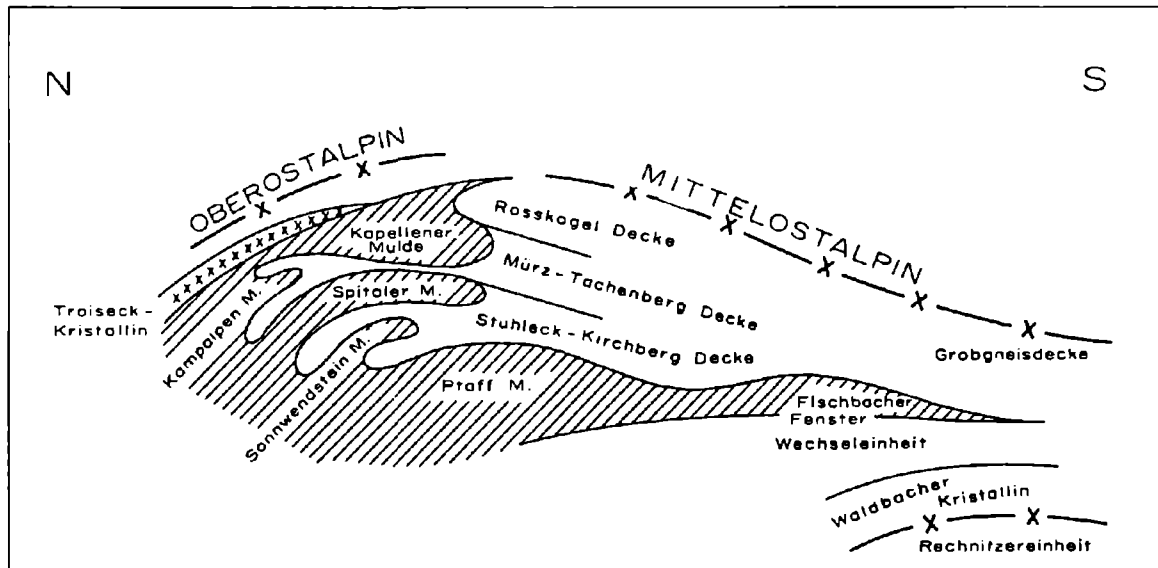 N
S
OBEROSTALPIN
MITTELOSTALPIN
Rosskogel Decke
Kapellener
Mulde
Mürz-Tachenberg Decke
Traiseck-
Kristallin
Kampalpen M.
Spitaler M.
Stuhleck-Kirchberg Decke
Grobgneisdecke
Sonnwendstein M.
Pfaff M.
Fischbacher
Fenster
Wechseleinheit
Waldbacher
Kristallin
Rechnitzereinheit